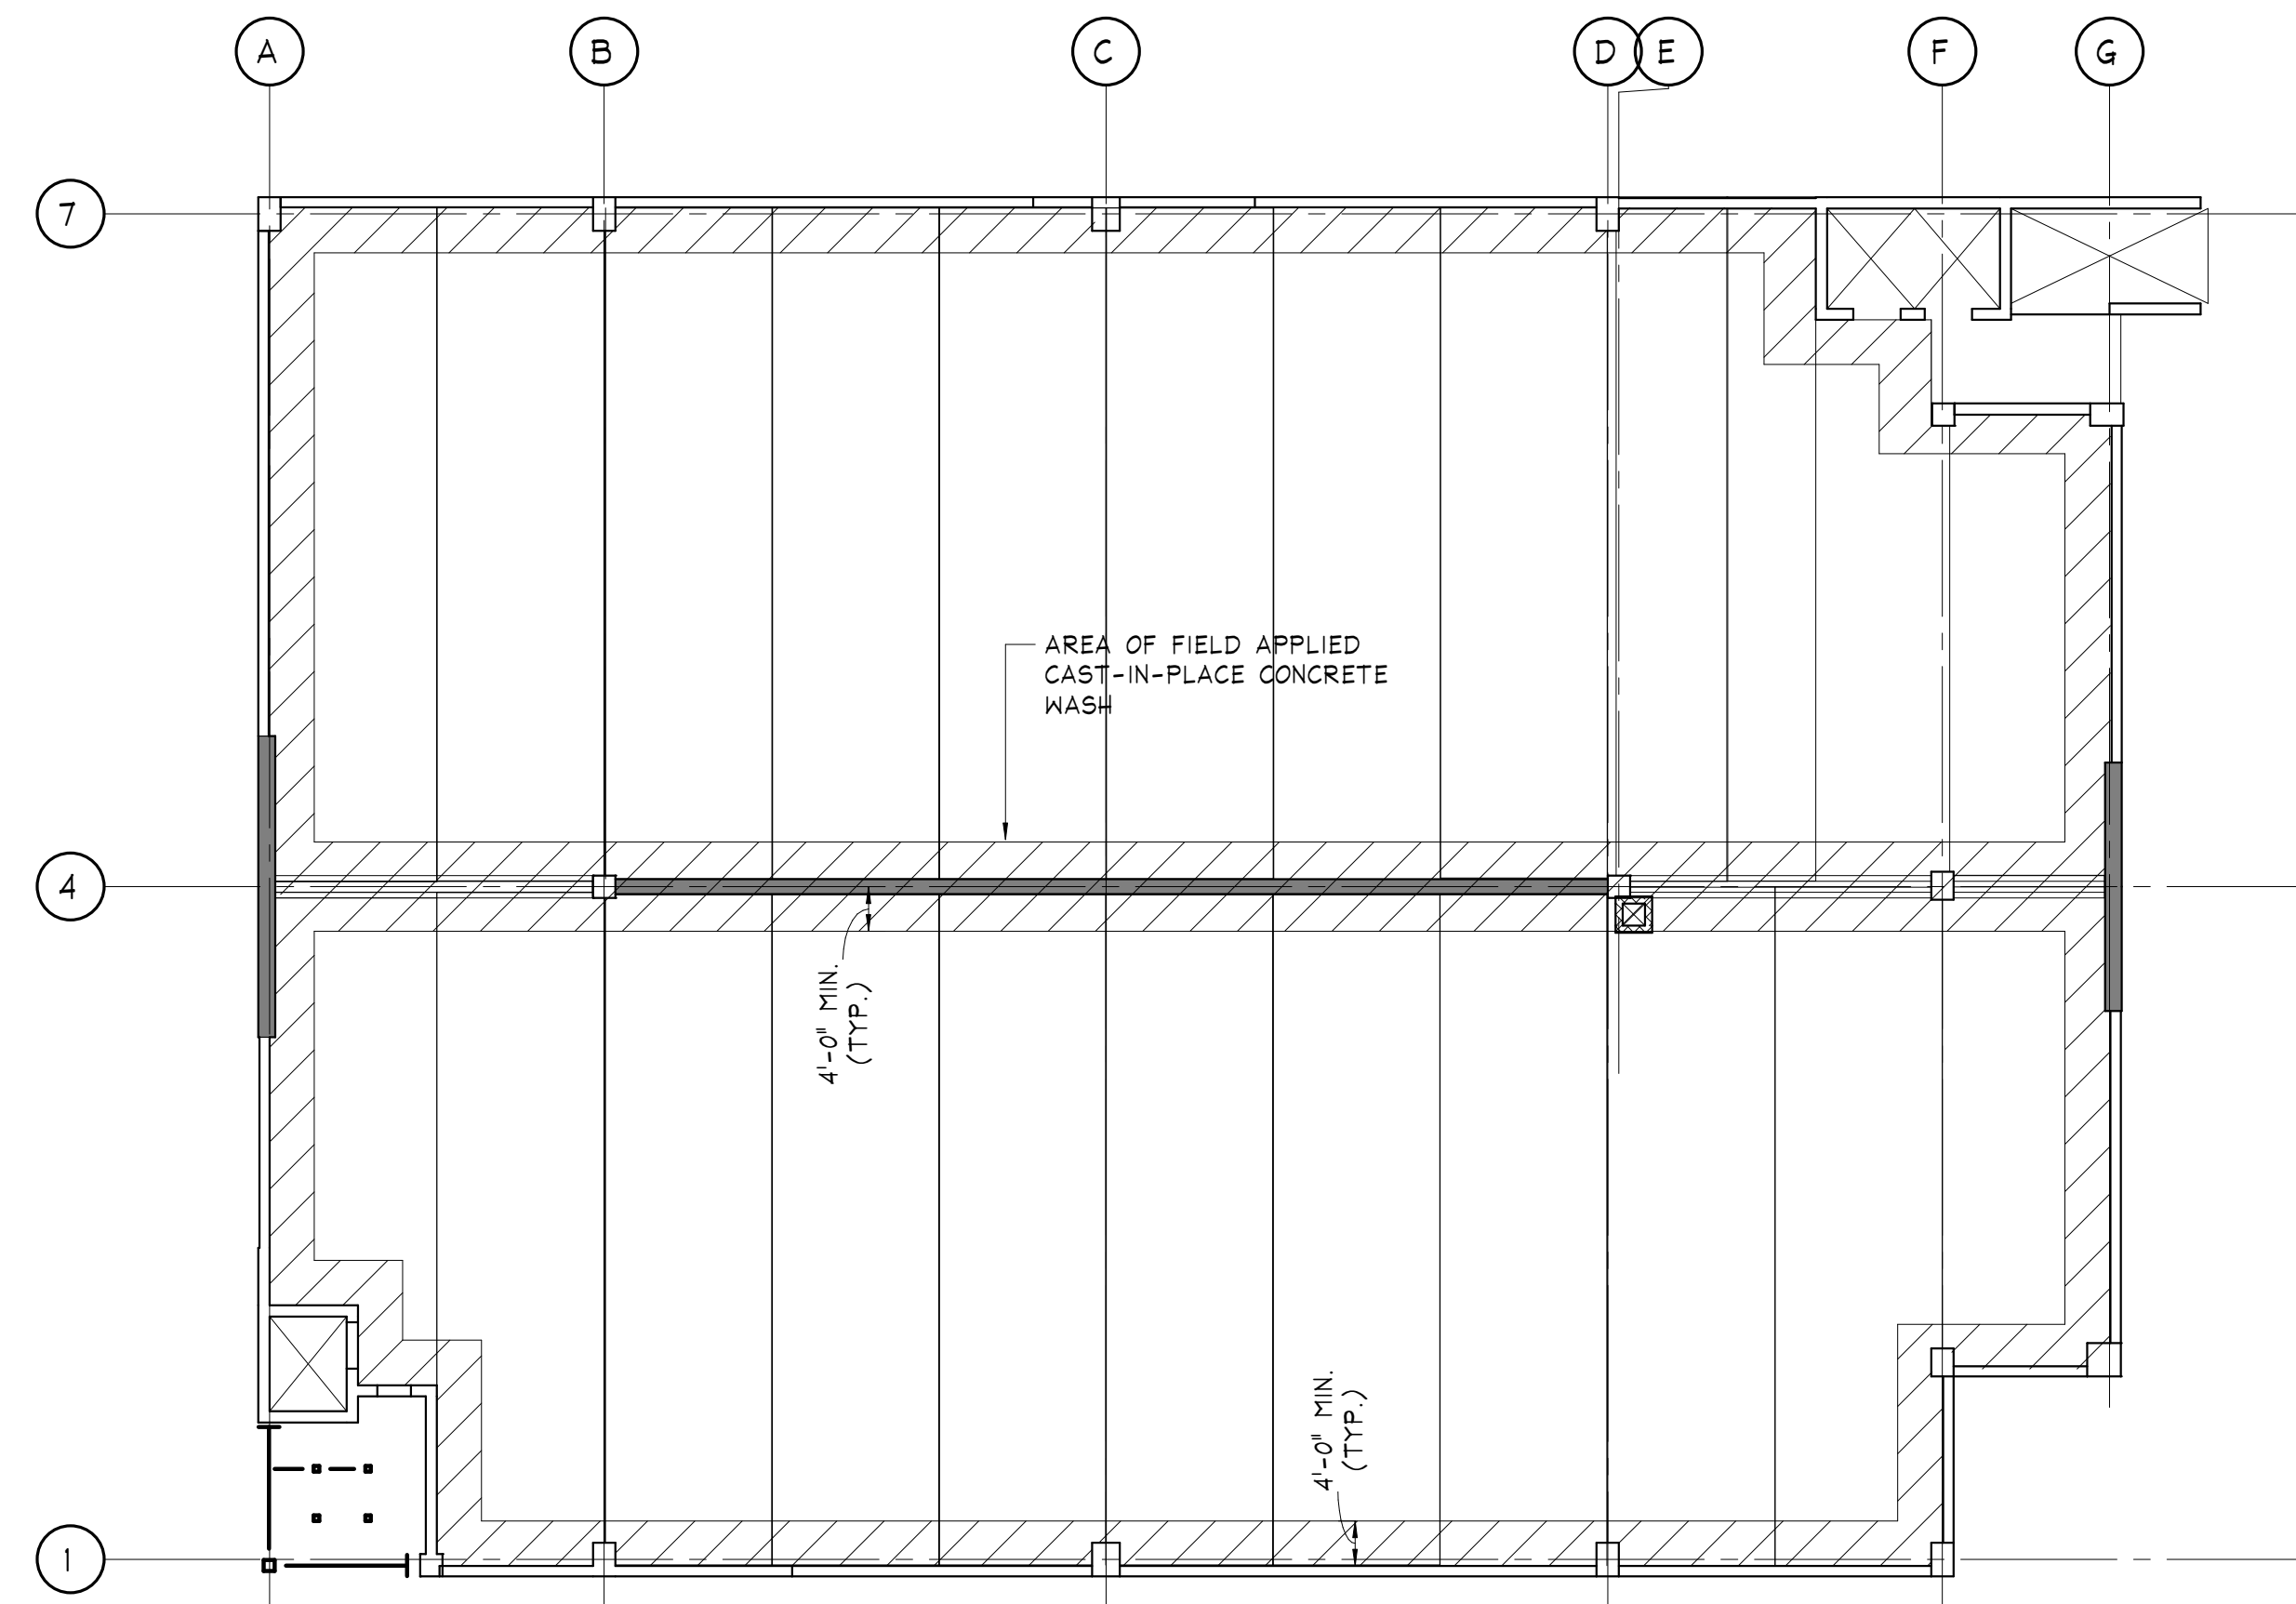 A
B
C
D
E
F
G
7
AREA OF FIELD APPLIED
CAST-IN-PLACE CONCRETE
WASH
4
4'-0" MIN.
(TYP.)
4'-0" MIN.
(TYP.)
1